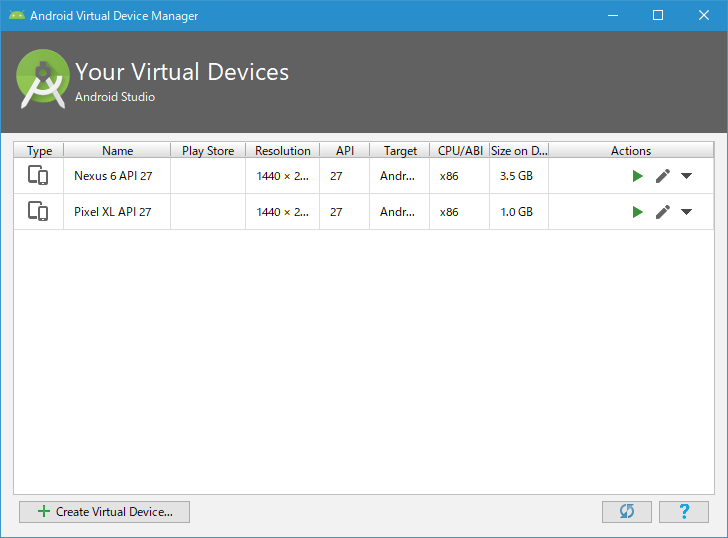 Android Virtual Device Manager
Your Virtual Devices
Android Studio
Type Name Play Store Resolution API Target CPU/ABI Size on D... Actions
Nexus 6 API 27 1440 × 2... 27 Andr... x86 3.5 GB
Pixel XL API 27 1440 × 2... 27 Andr... x86 1.0 GB
+ Create Virtual Device... ?